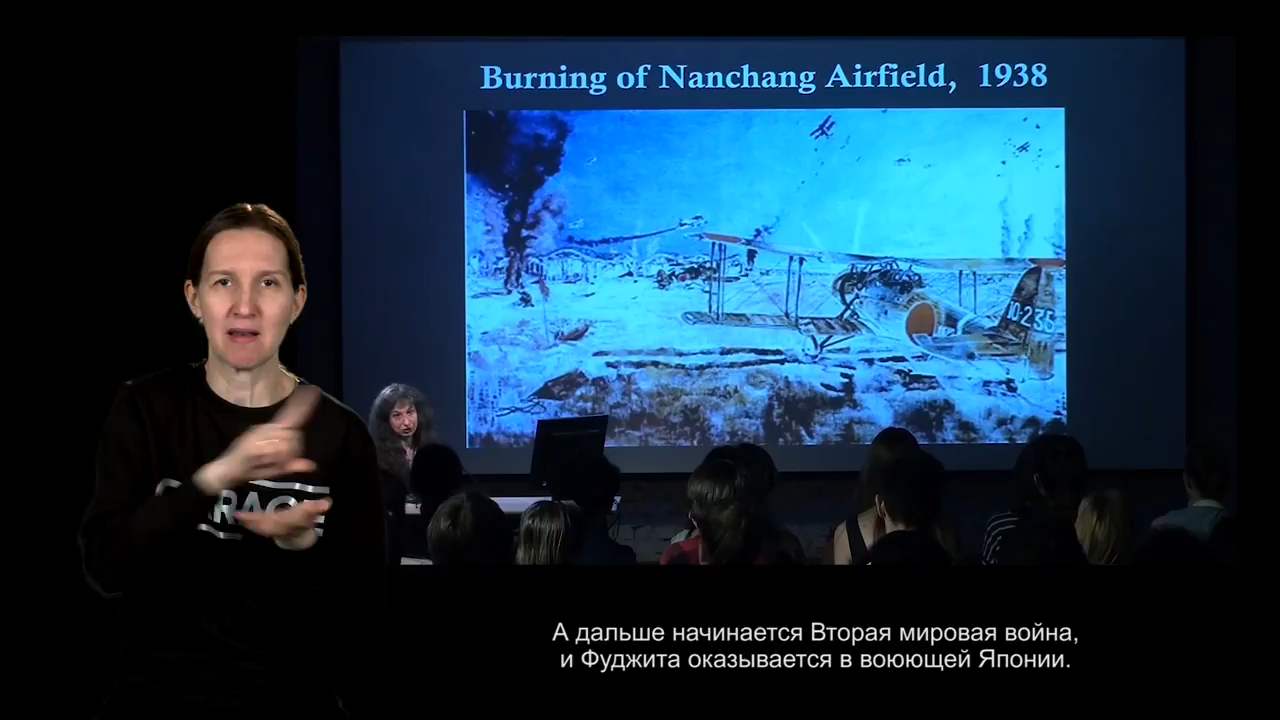 Burning of Nanchang Airfield, 1938
10-235
А дальше начинается Вторая мировая война,
и Фуджита оказывается в воюющей Японии.